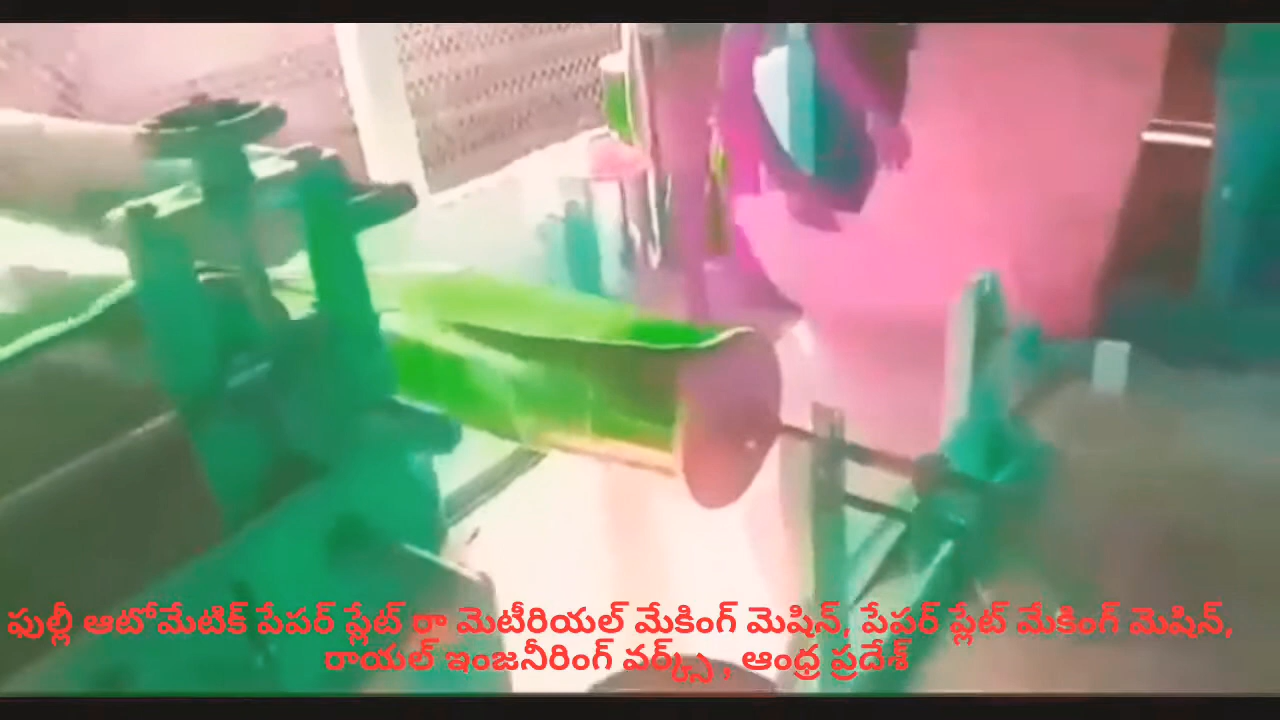 ఫుల్లీ ఆటోమేటిక్ పేపర్ ప్లేట్ రా మెటీరియల్ మేకింగ్ మెషిన్, పేపర్ ప్లేట్ మేకింగ్ మెషిన్,
రాయల్ ఇంజనీరింగ్ వర్క్స్ , ఆంధ్ర ప్రదేశ్